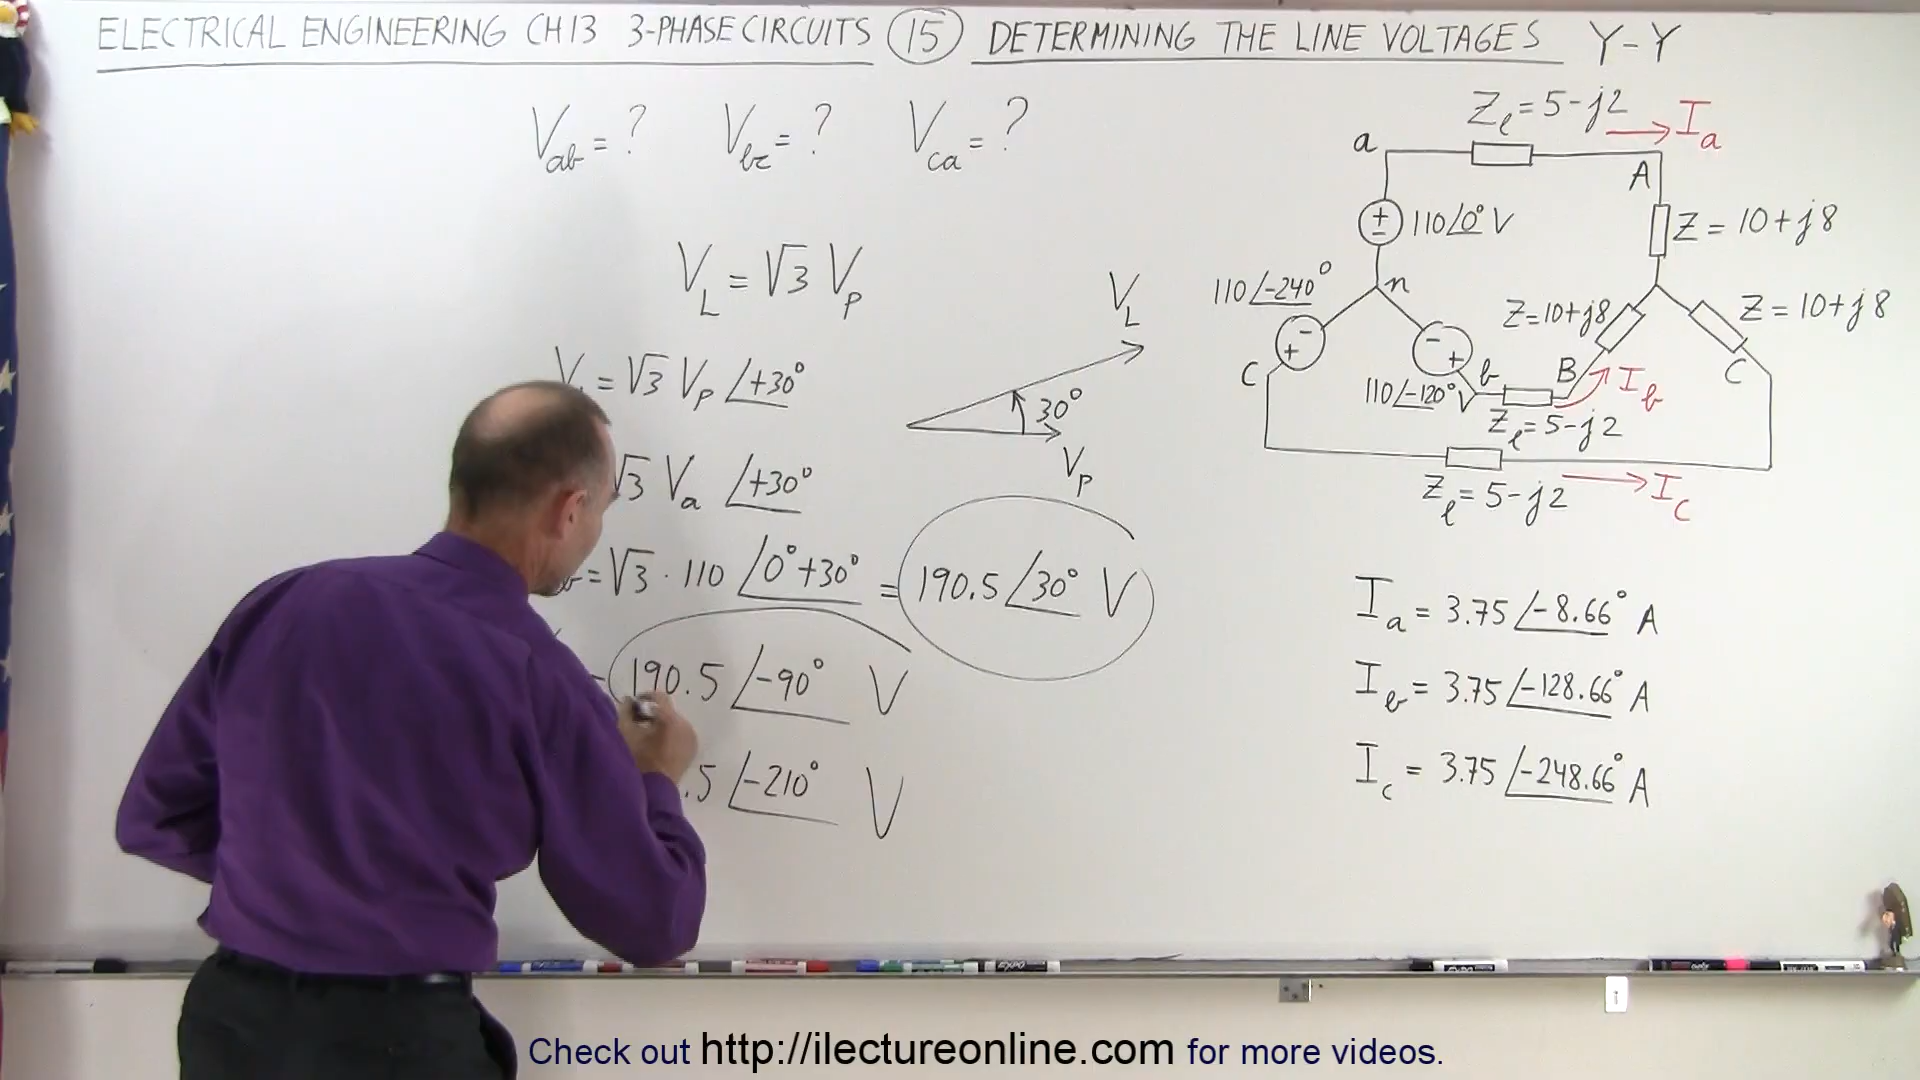 ELECTRICAL ENGINEERING CH 13 3-PHASE CIRCUITS 15 DETERMINING THE LINE VOLTAGES Y-Y
Vab = ? Vbc = ? Vca = ?
VL = √3 Vp
= √3 Vp ∠+30°
√3 Va ∠+30°
= √3 · 110 ∠0°+30° = 190.5 ∠30° V
190.5 ∠-90° V
.5 ∠-210° V
VL
30°
Vp
Zℓ = 5-j2 Ia
a
A
110∠0° V
Z = 10+j8
110∠-240°
n
Z=10+j8
Z = 10+j8
C
b
B
Ib
C
110∠-120° V
Zℓ = 5-j2
Zℓ = 5-j2
Ic
Ia = 3.75 ∠-8.66° A
Ib = 3.75 ∠-128.66° A
Ic = 3.75 ∠-248.66° A
EXPO
Check out http://ilectureonline.com for more videos.